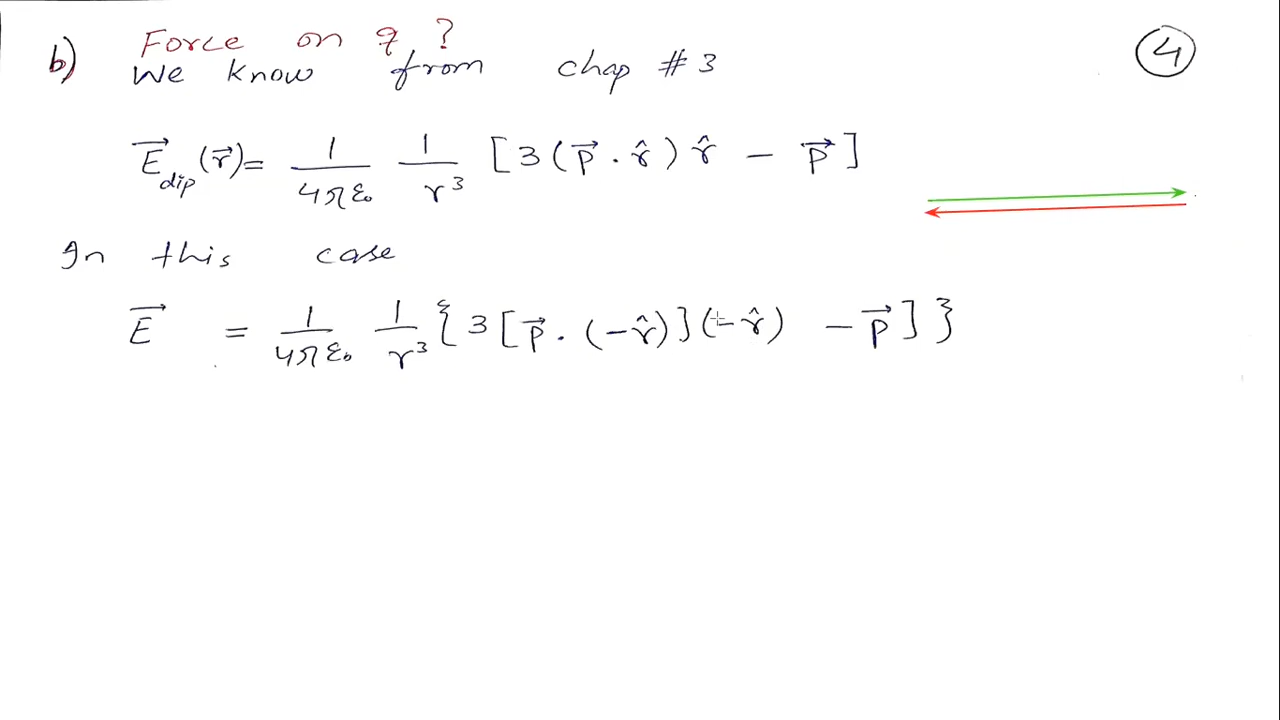 b) Force on q ? 4
We know from chap # 3
E⃗_dip (r⃗) = 1/4πε₀ 1/r³ [3(p⃗ · r̂) r̂ − p⃗ ]
In this case
E⃗ = 1/4πε₀ 1/r³ { 3 [p⃗ · (−r̂)] (−r̂) − p⃗ ] }